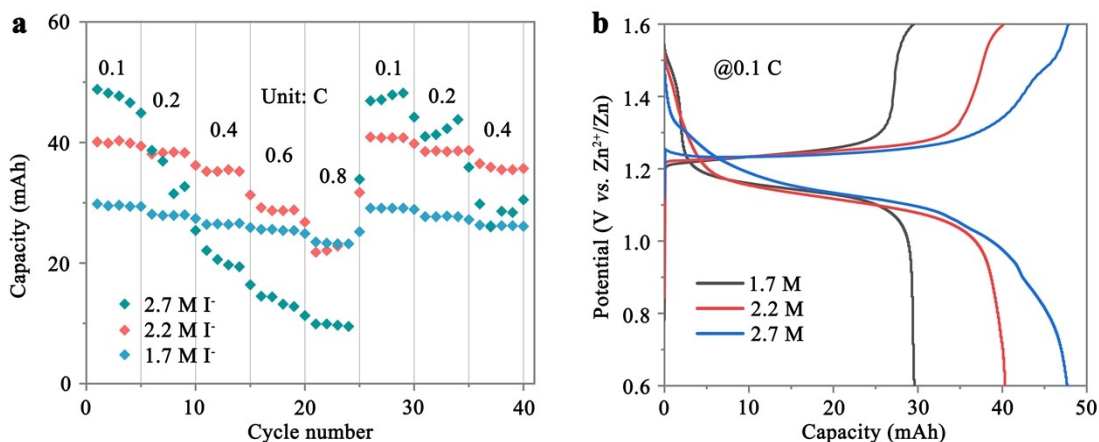 a
60
40
20
0
Capacity (mAh)
0.1
0.2
0.4
0.6
0.8
0.1
0.2
0.4
Unit: C
2.7 M I⁻
2.2 M I⁻
1.7 M I⁻
0 10 20 30 40
Cycle number
b
1.6
1.4
1.2
1.0
0.8
0.6
Potential (V vs. Zn²⁺/Zn)
@0.1 C
1.7 M
2.2 M
2.7 M
0 10 20 30 40 50
Capacity (mAh)